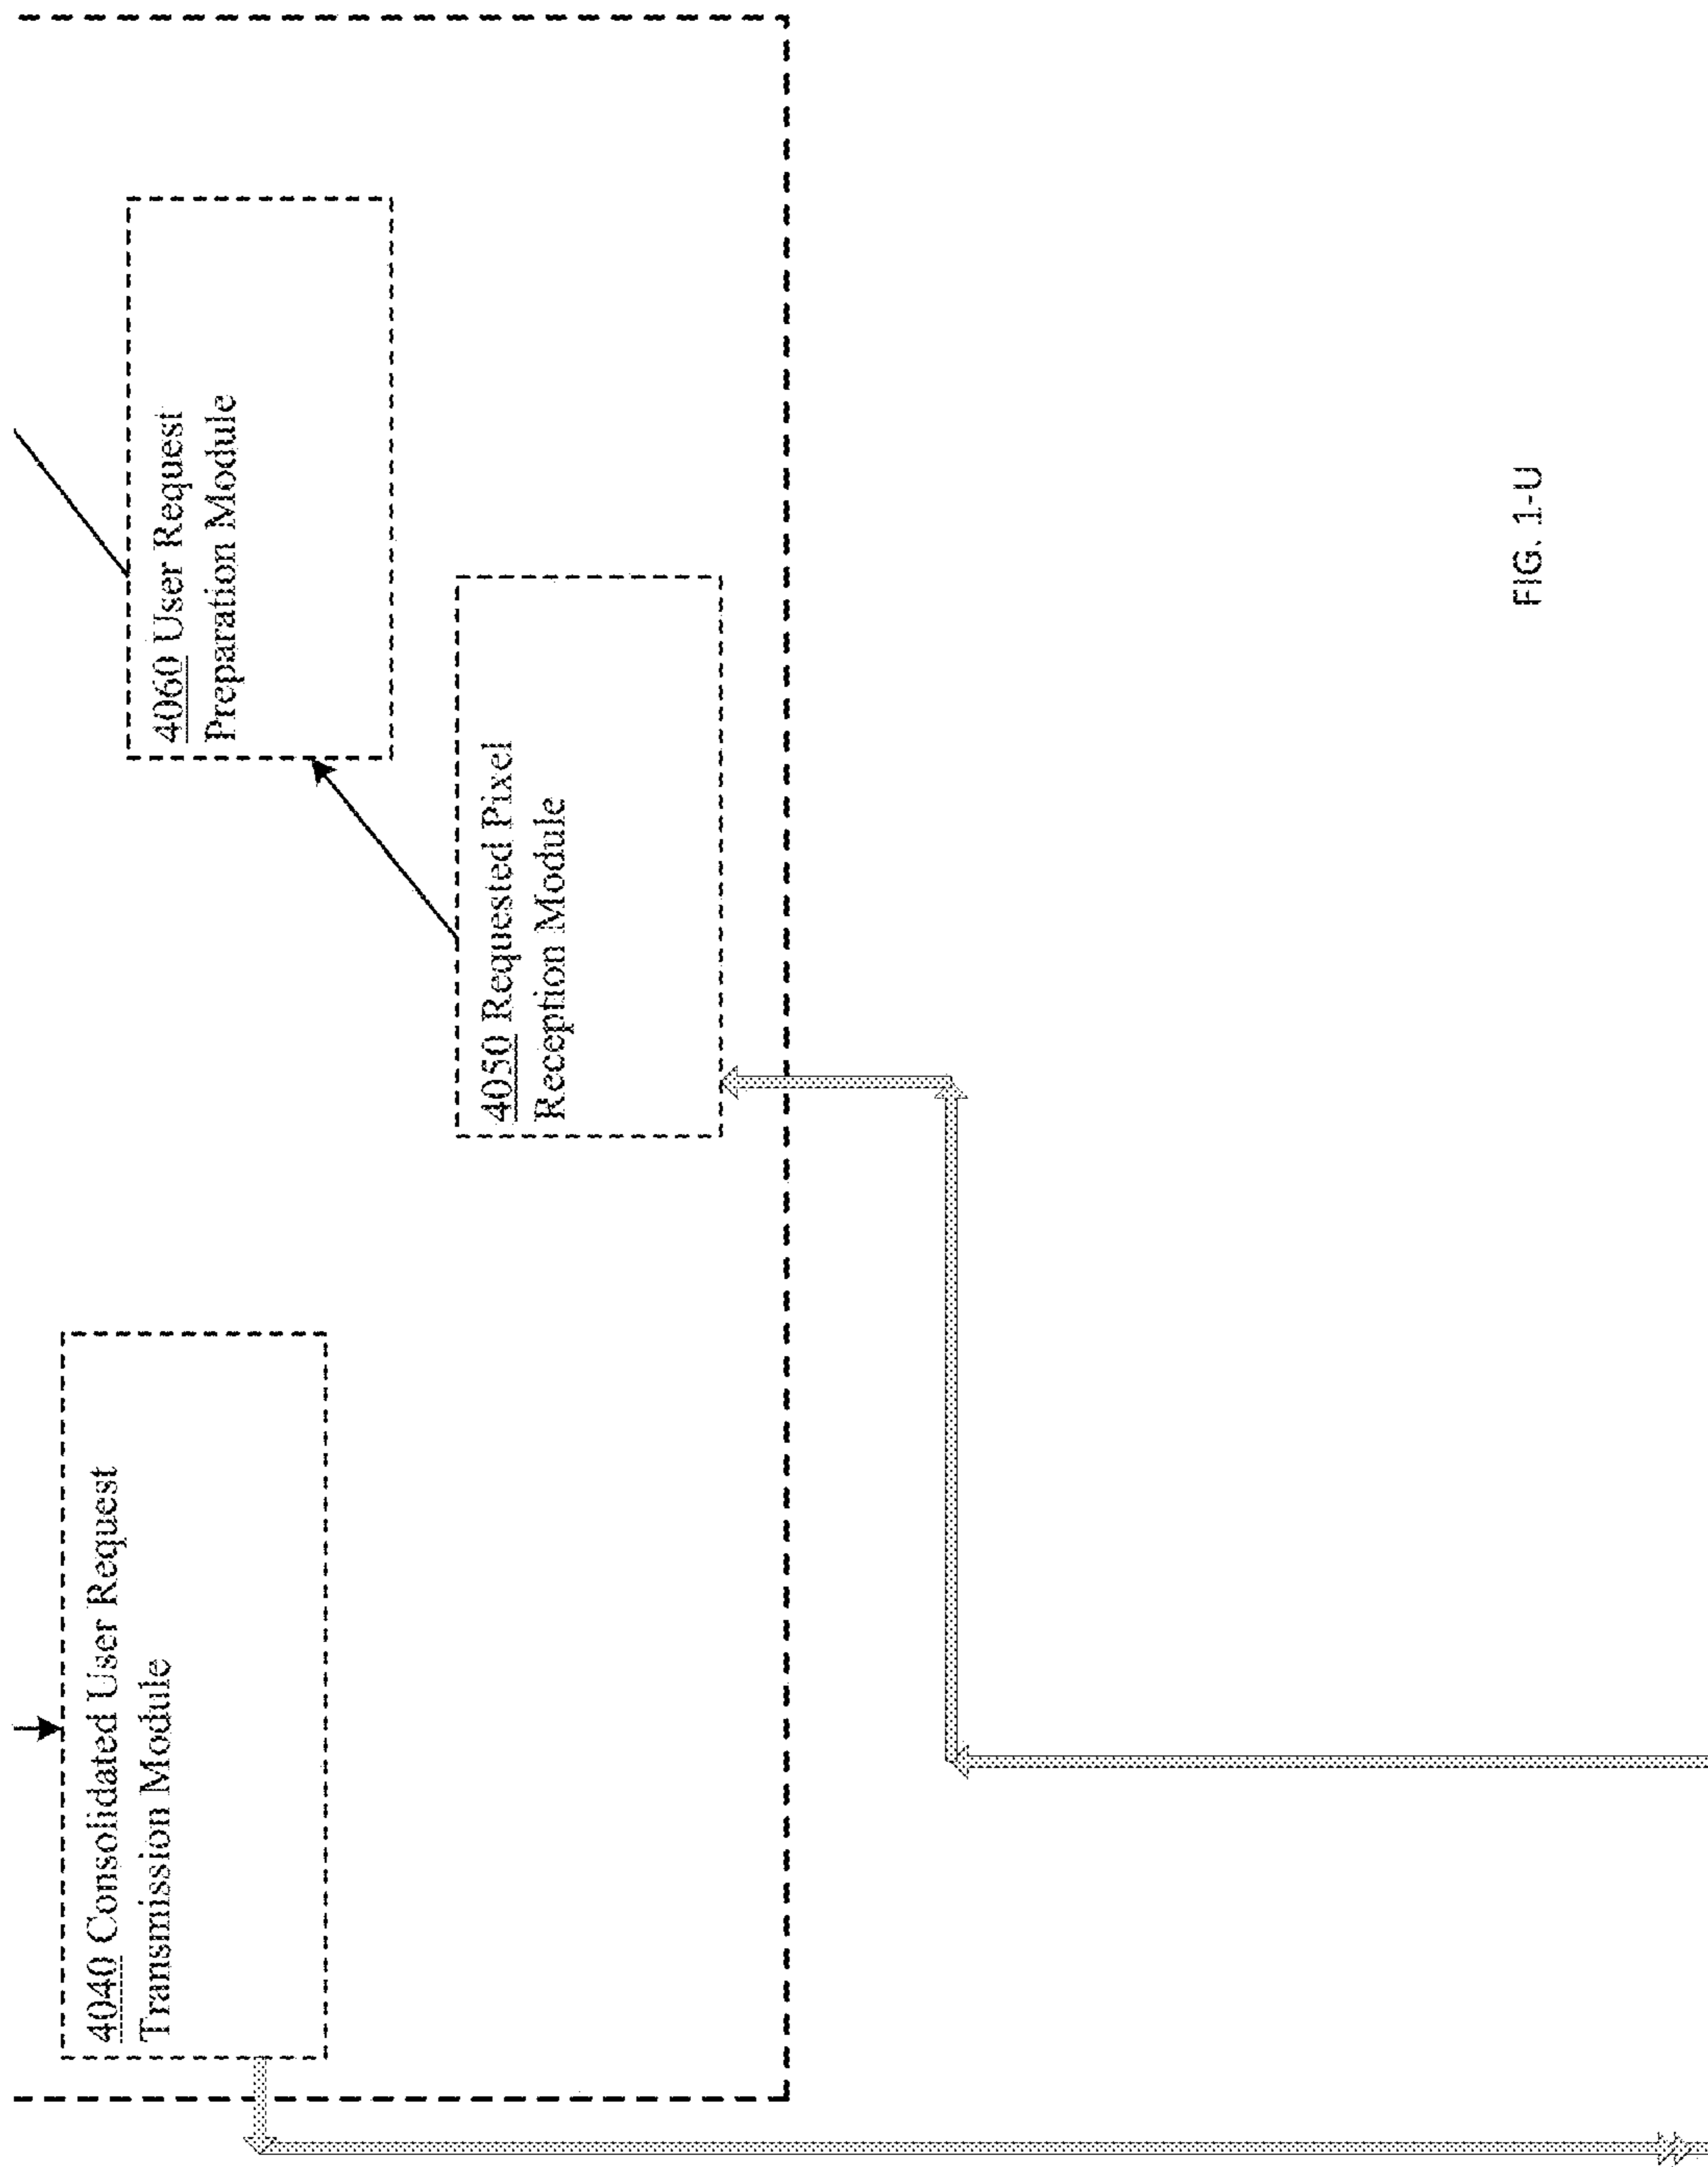 4040 Consolidated User Request
Transmission Module
4060 User Request
Preparation Module
4050 Requested Pixel
Reception Module
FIG. 1-U